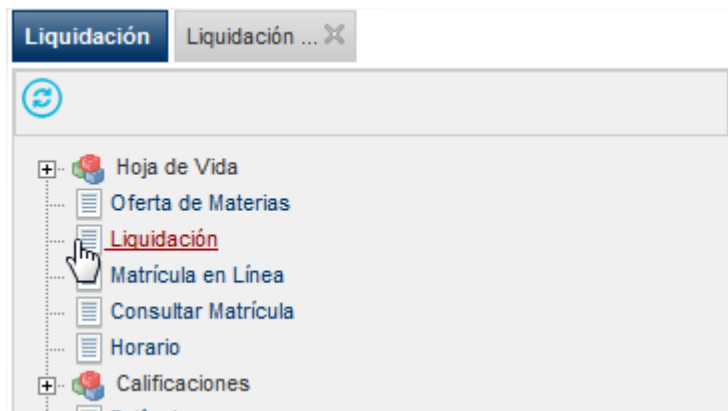 Liquidación Liquidación ...
Hoja de Vida
Oferta de Materias
Liquidación
Matrícula en Línea
Consultar Matrícula
Horario
Calificaciones